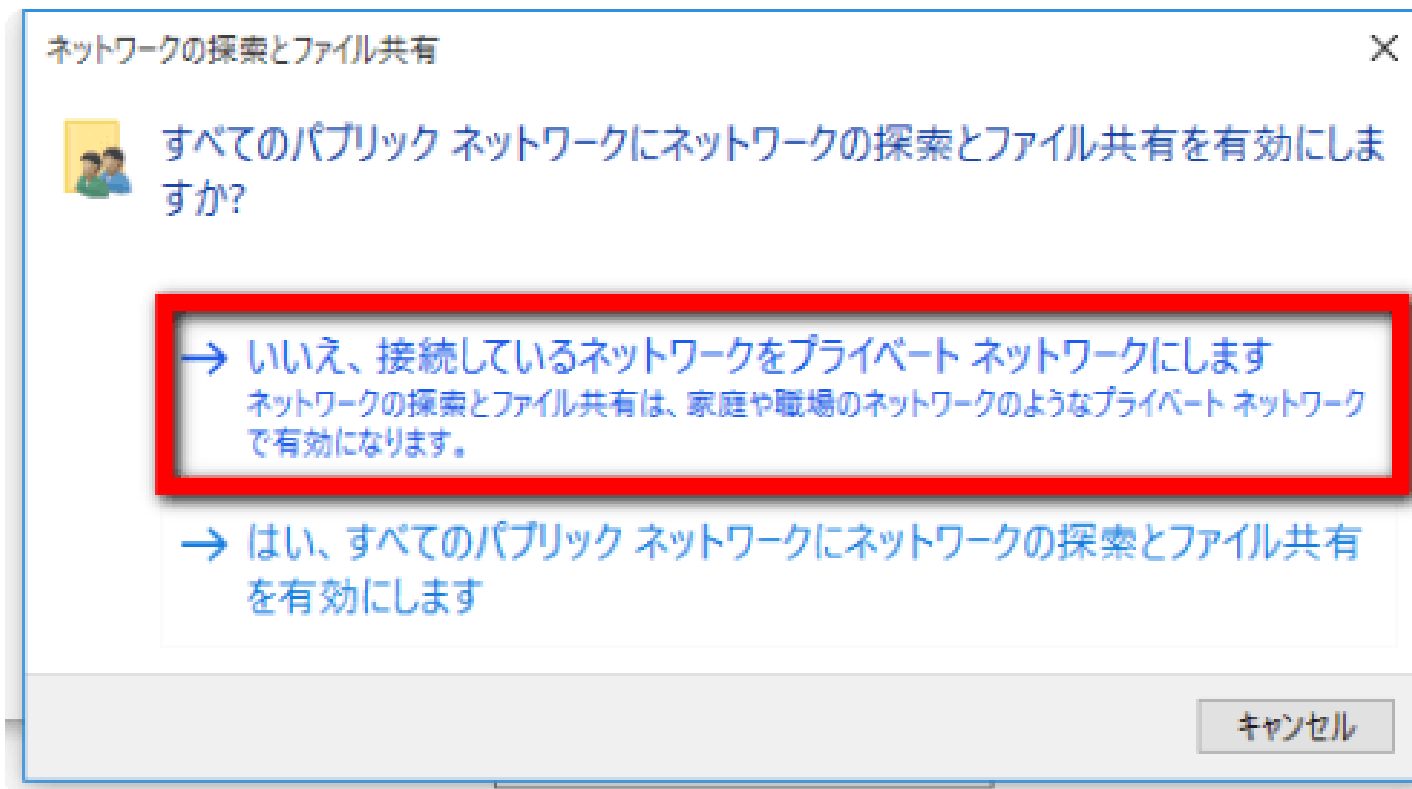 ネットワークの探索とファイル共有
すべてのパブリック ネットワークにネットワークの探索とファイル共有を有効にしま
すか?
→ いいえ、接続しているネットワークをプライベート ネットワークにします
ネットワークの探索とファイル共有は、家庭や職場のネットワークのようなプライベート ネットワーク
で有効になります。
→ はい、すべてのパブリック ネットワークにネットワークの探索とファイル共有
を有効にします
キャンセル